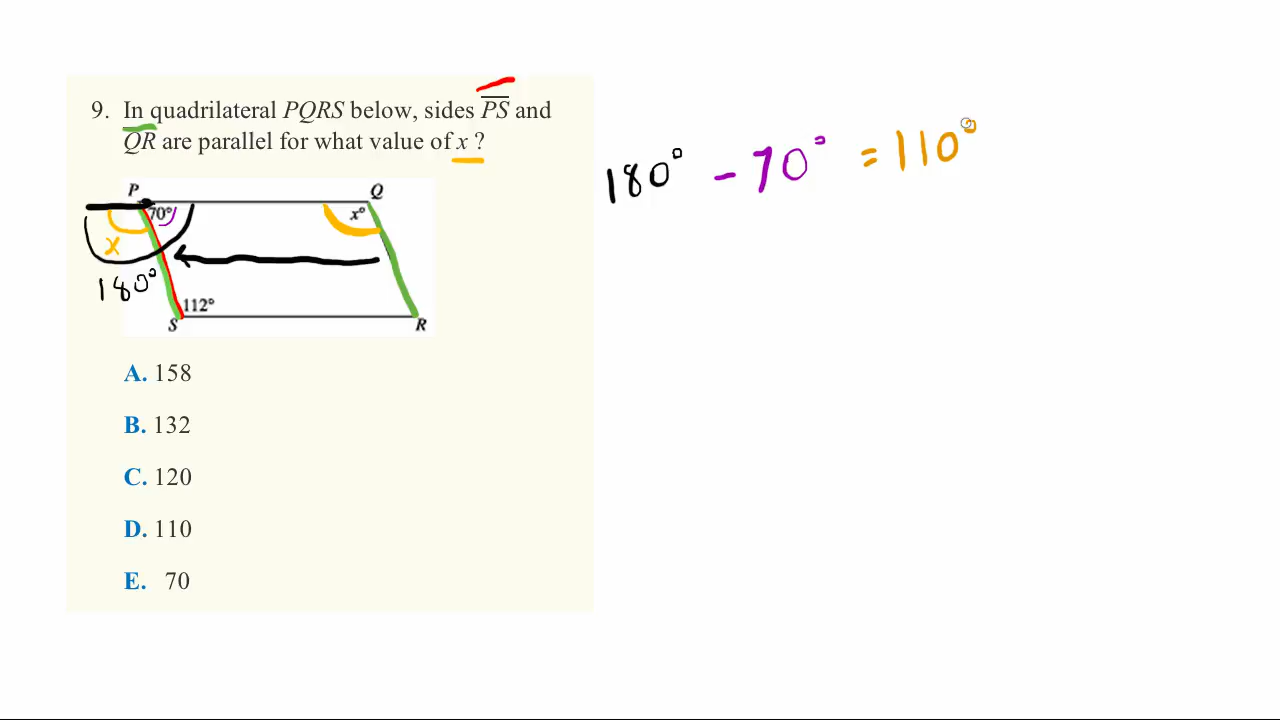 9. In quadrilateral PQRS below, sides PS and
QR are parallel for what value of x ?
180° - 70° = 110°
P Q
70° x°
x
180°
112°
S R
A. 158
B. 132
C. 120
D. 110
E. 70